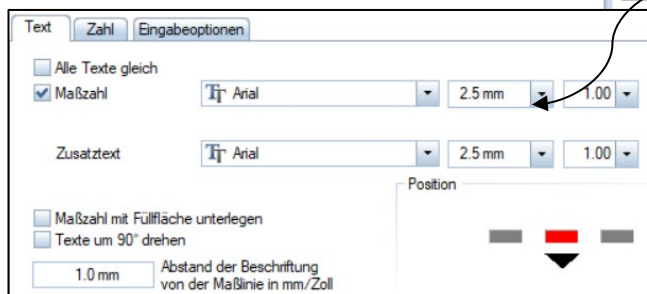 Text Zahl Eingabeoptionen
Alle Texte gleich
Maßzahl Arial 2.5 mm 1.00
Zusatztext Arial 2.5 mm 1.00
Position
Maßzahl mit Füllfläche unterlegen
Texte um 90° drehen
1.0 mm Abstand der Beschriftung
von der Maßlinie in mm/Zoll